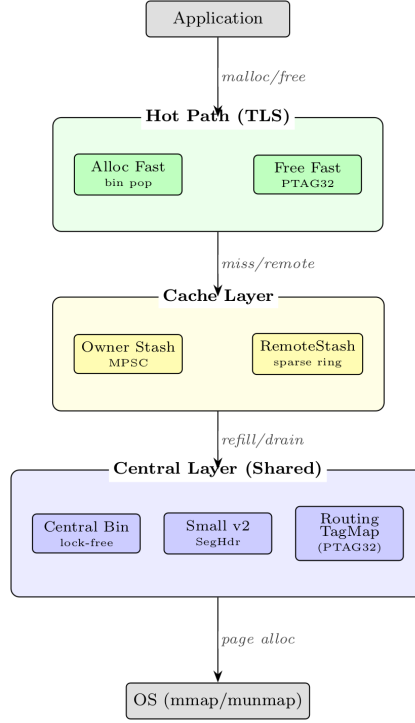 Application
malloc/free
Hot Path (TLS)
Alloc Fast
bin pop
Free Fast
PTAG32
miss/remote
Cache Layer
Owner Stash
MPSC
RemoteStash
sparse ring
refill/drain
Central Layer (Shared)
Central Bin
lock-free
Small v2
SegHdr
Routing
TagMap
(PTAG32)
page alloc
OS (mmap/munmap)